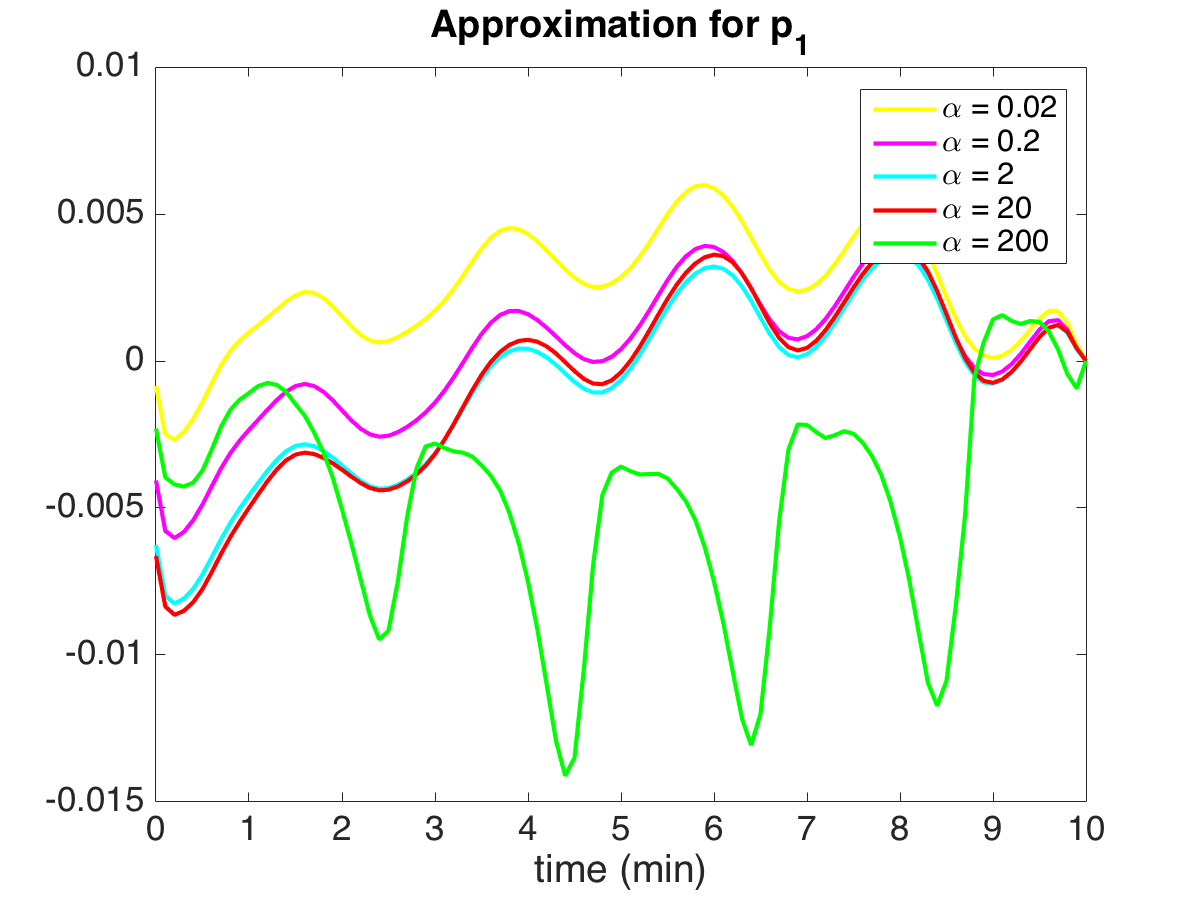 Approximation for p₁
0.01
0.005
0
-0.005
-0.01
-0.015
α = 0.02
α = 0.2
α = 2
α = 20
α = 200
0 1 2 3 4 5 6 7 8 9 10
time (min)